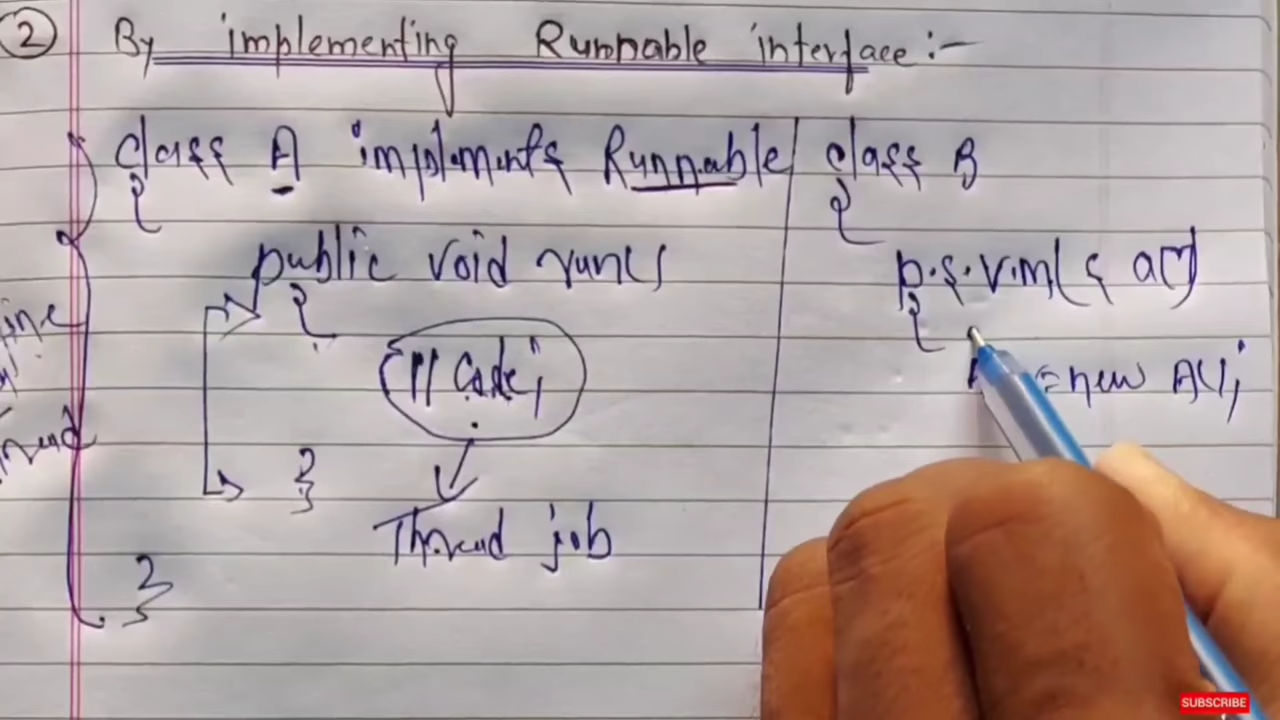 ② By implementing Runnable interface:-
class A implements Runnable
{
public void run()
{
// Code;
}
Thread job
}
class B
{
p.s.v.m(s a[])
{
= new A();
SUBSCRIBE